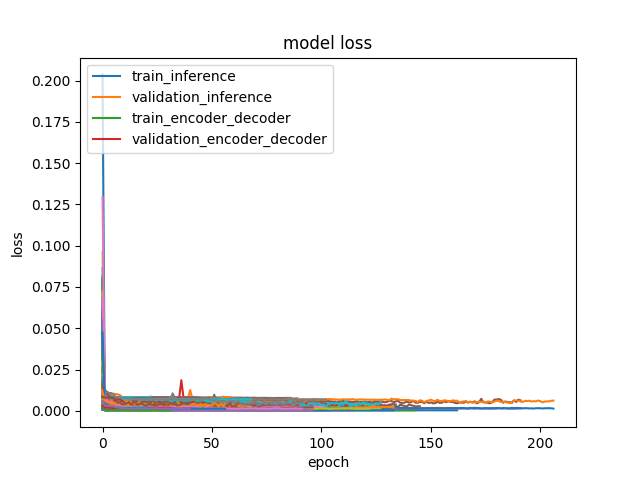 model loss
train_inference
validation_inference
train_encoder_decoder
validation_encoder_decoder
loss
0.200
0.175
0.150
0.125
0.100
0.075
0.050
0.025
0.000
0 50 100 150 200
epoch